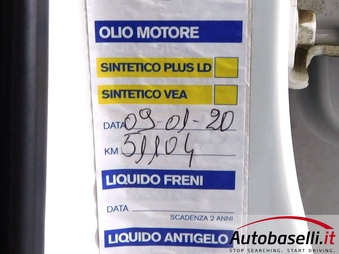 OLIO MOTORE
SINTETICO PLUS LD
SINTETICO VEA
DATA 09-01-20
KM 51104
LIQUIDO FRENI
DATA
SCADENZA 2 ANNI
LIQUIDO ANTIGELO
Autobaselli.it
STOP SEARCHING. START DRIVING.